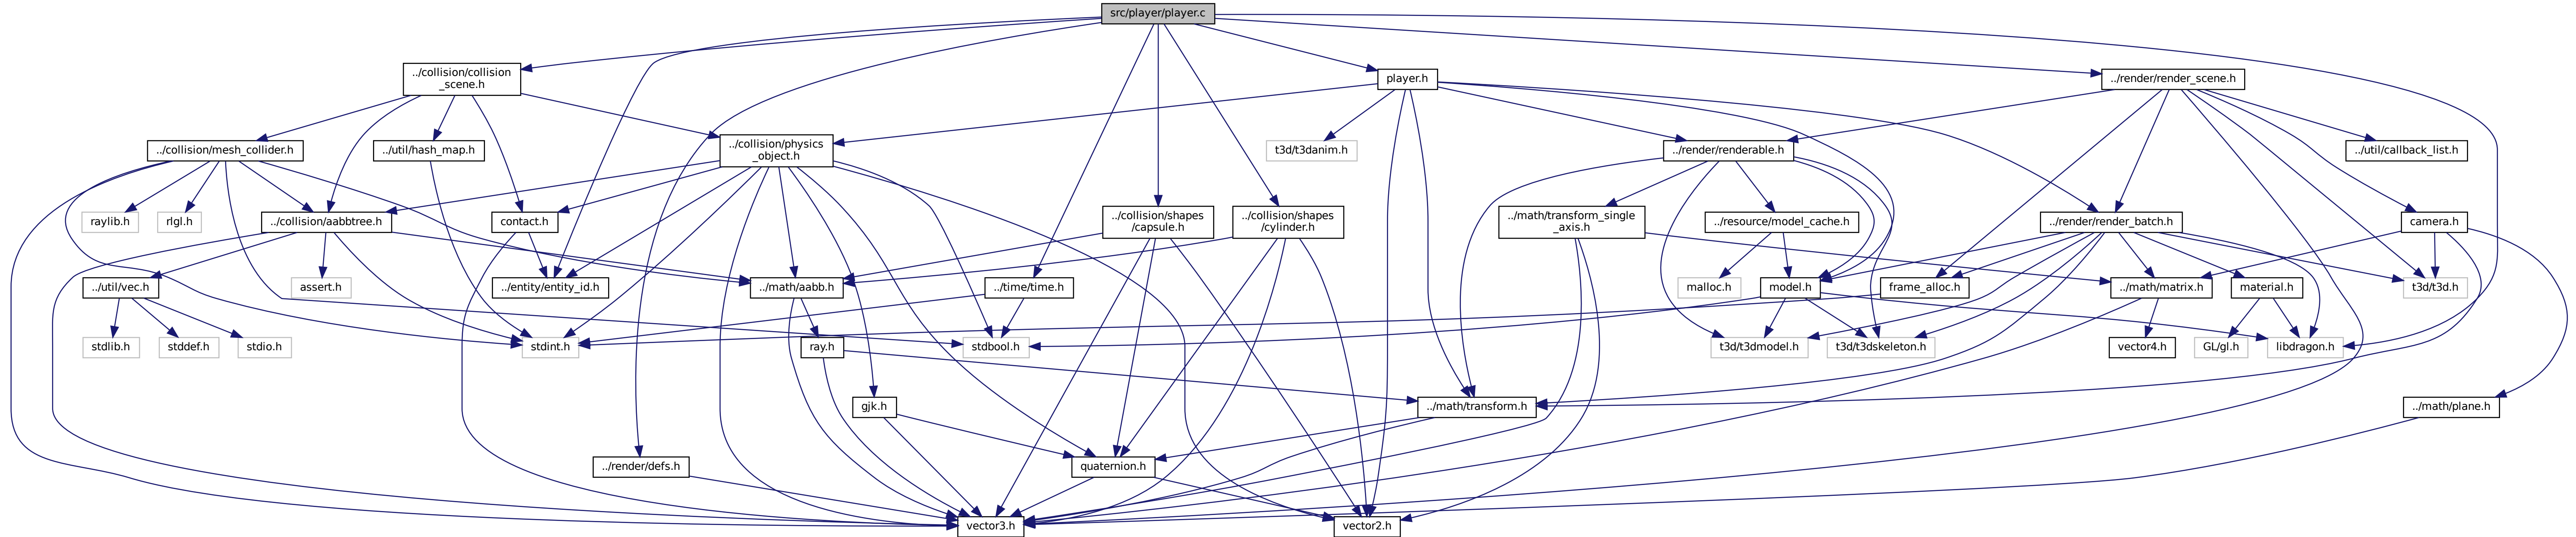 src/player/player.c
../collision/collision
_scene.h
player.h
../render/render_scene.h
../collision/mesh_collider.h
../util/hash_map.h
../collision/physics
_object.h
t3d/t3danim.h
../render/renderable.h
../util/callback_list.h
raylib.h
rlgl.h
../collision/aabbtree.h
contact.h
../collision/shapes
/capsule.h
../collision/shapes
/cylinder.h
../math/transform_single
_axis.h
../resource/model_cache.h
../render/render_batch.h
camera.h
../util/vec.h
assert.h
../entity/entity_id.h
../math/aabb.h
../time/time.h
malloc.h
model.h
frame_alloc.h
../math/matrix.h
material.h
t3d/t3d.h
stdlib.h
stddef.h
stdio.h
stdint.h
ray.h
stdbool.h
t3d/t3dmodel.h
t3d/t3dskeleton.h
vector4.h
GL/gl.h
libdragon.h
gjk.h
../math/transform.h
../math/plane.h
../render/defs.h
quaternion.h
vector3.h
vector2.h